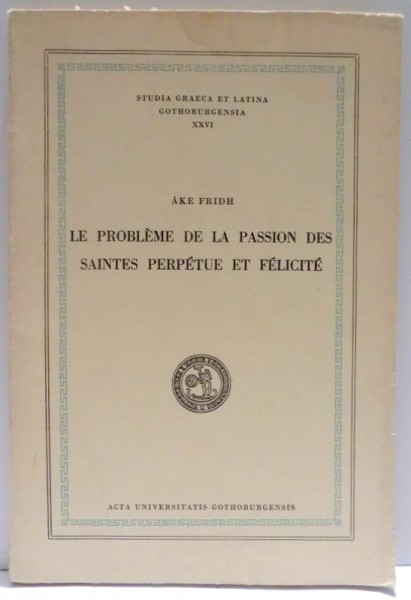 STUDIA GRAECA ET LATINA
GOTHOBURGENSIA
XXVI
ÅKE FRIDH
LE PROBLÈME DE LA PASSION DES
SAINTES PERPÉTUE ET FÉLICITÉ
ACTA UNIVERSITATIS GOTHOBURGENSIS